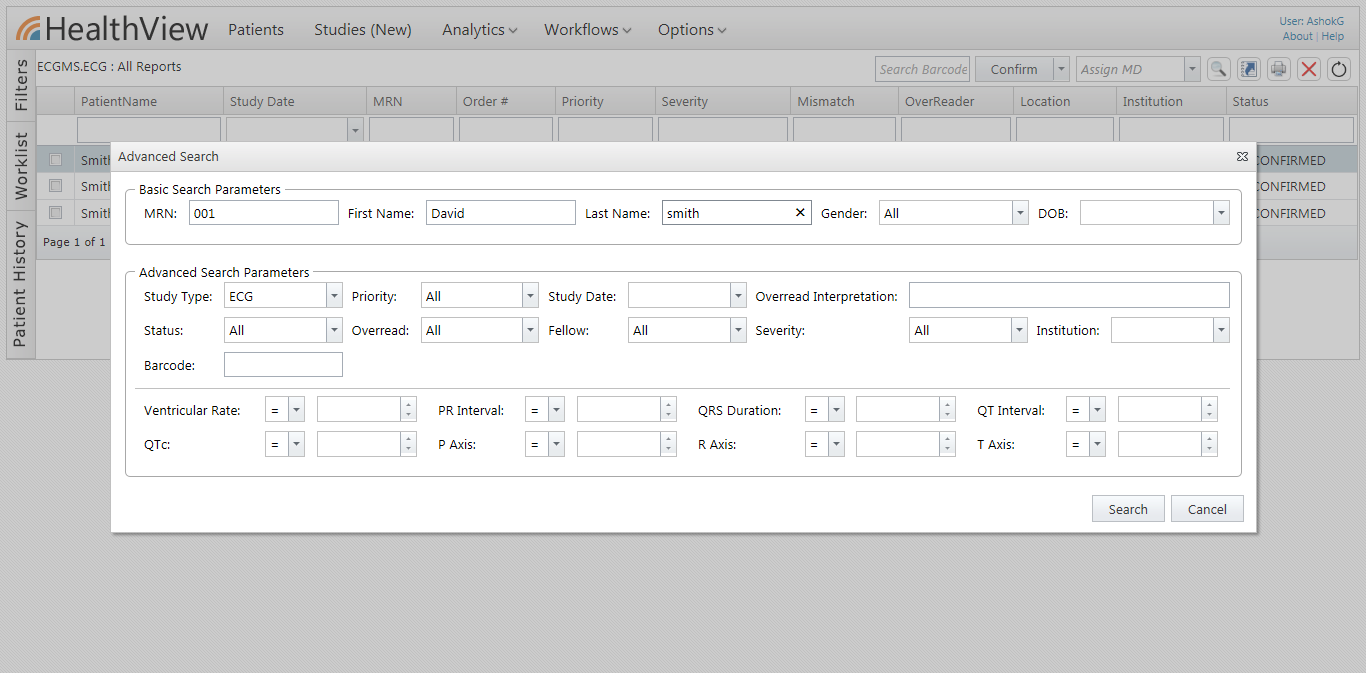 HealthView Patients Studies (New) Analytics Workflows Options
User: AshokG
About | Help
Filters
Worklist
Patient History
ECGMS.ECG : All Reports
Search Barcode Confirm Assign MD
PatientName Study Date MRN Order # Priority Severity Mismatch OverReader Location Institution Status
Smith CONFIRMED
Smith CONFIRMED
Smith CONFIRMED
Page 1 of 1
Advanced Search
Basic Search Parameters
MRN: 001 First Name: David Last Name: smith Gender: All DOB:
Advanced Search Parameters
Study Type: ECG Priority: All Study Date: Overread Interpretation:
Status: All Overread: All Fellow: All Severity: All Institution:
Barcode:
Ventricular Rate: = PR Interval: = QRS Duration: = QT Interval: =
QTc: = P Axis: = R Axis: = T Axis: =
Search Cancel